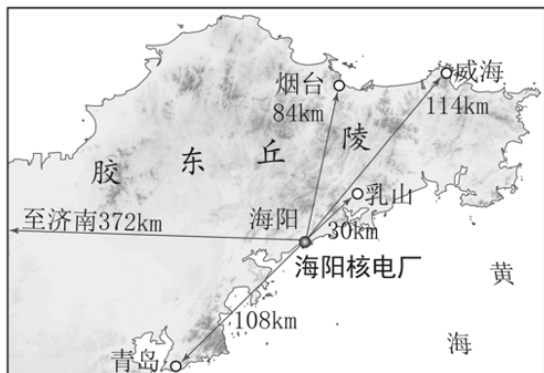 烟台
84km
威海
114km
胶东丘陵
乳山
30km
海阳
至济南372km
海阳核电厂
黄海
108km
青岛